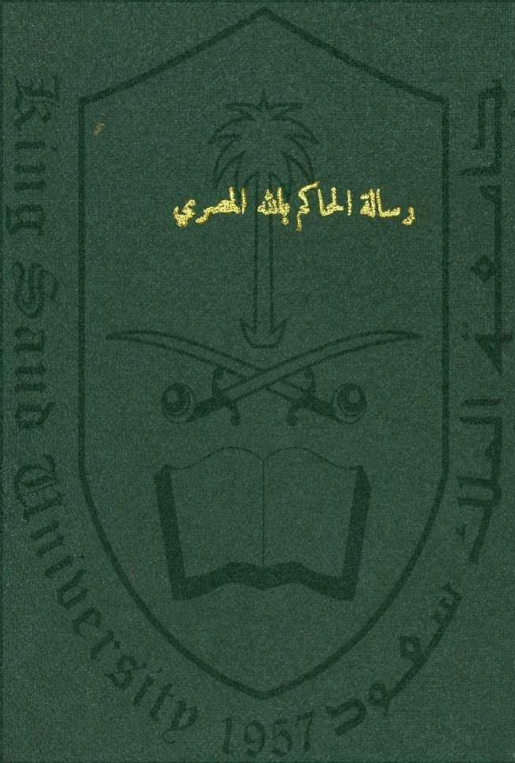 رسالة الحاكم بالله المصري
King Saud University 1957
جامعة الملك سعود